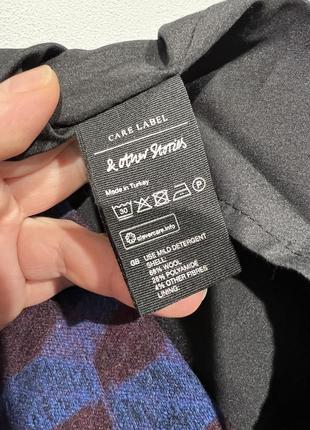 CARE LABEL
& other Stories
Made in Turkey
30 P
clevercare.info
GB USE MILD DETERGENT
SHELL:
68% WOOL
28% POLYAMIDE
4% OTHER FIBRES
LINING: